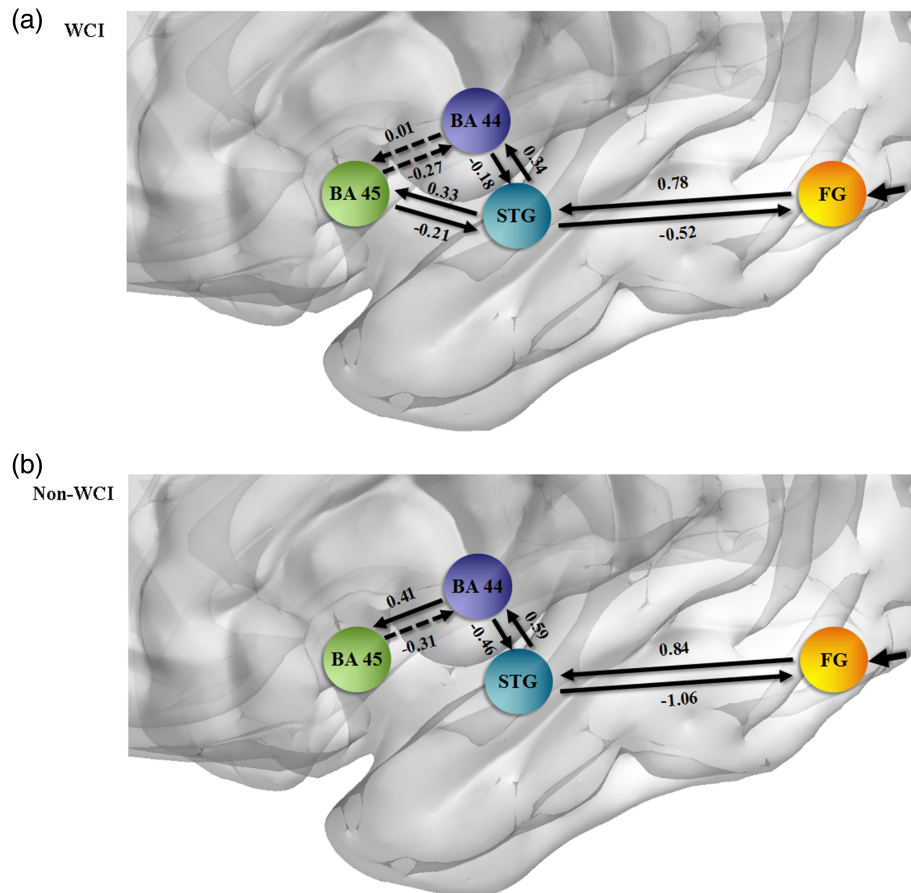 (a)
WCI
BA 44
0.01
-0.27
-0.18
0.34
BA 45
0.33
-0.21
STG
0.78
-0.52
FG
(b)
Non-WCI
BA 44
0.41
-0.31
-0.46
0.59
BA 45
STG
0.84
-1.06
FG